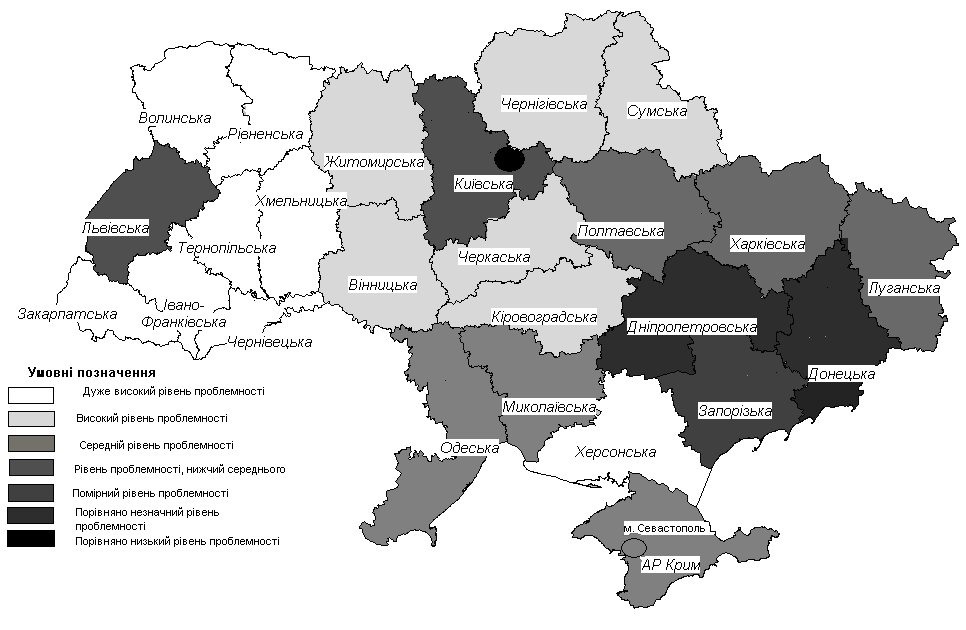 Чернігівська
Сумська
Волинська
Рівненська
Житомирська
Київська
Хмельницька
Львівська
Полтавська
Харківська
Тернопільська
Черкаська
Вінницька
Луганська
Закарпатська
Івано-
Франківська
Кіровоградська
Дніпропетровська
Чернівецька
Донецька
Миколаївська
Запорізька
Одеська
Херсонська
м. Севастополь
АР Крим
Умовні позначення
Дуже високий рівень проблемності
Високий рівень проблемності
Середній рівень проблемності
Рівень проблемності, нижчий середнього
Помірний рівень проблемності
Порівняно незначний рівень
проблемності
Порівняно низький рівень проблемності